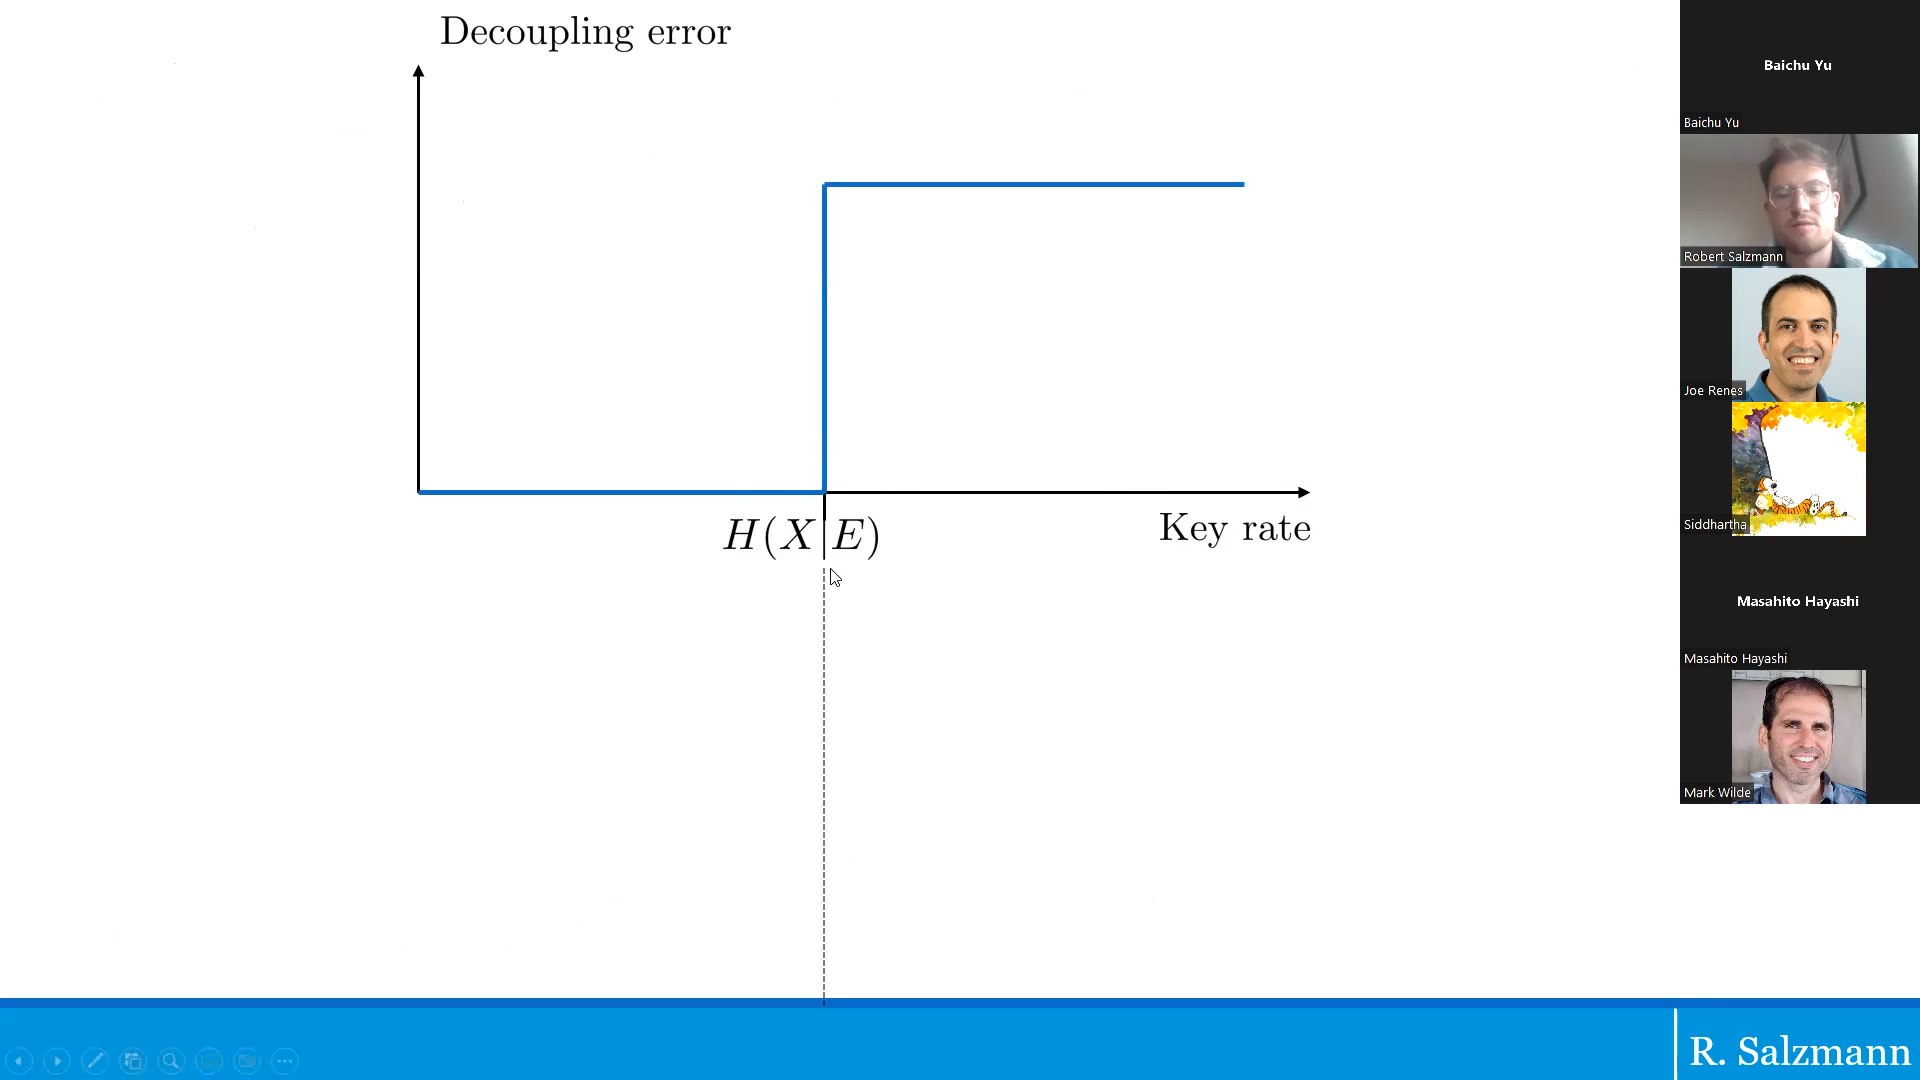 Decoupling error
H(X|E)
Key rate
R. Salzmann
Baichu Yu
Baichu Yu
Robert Salzmann
Joe Renes
Siddhartha
Masahito Hayashi
Masahito Hayashi
Mark Wilde